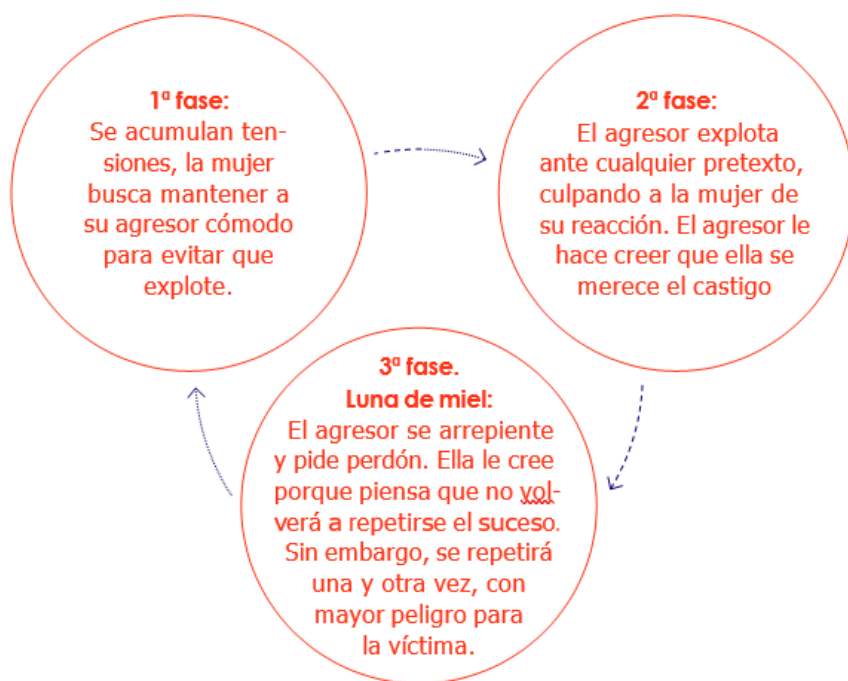 1ª fase:
Se acumulan ten-
siones, la mujer
busca mantener a
su agresor cómodo
para evitar que
explote.
2ª fase:
El agresor explota
ante cualquier pretexto,
culpando a la mujer de
su reacción. El agresor le
hace creer que ella se
merece el castigo
3ª fase.
Luna de miel:
El agresor se arrepiente
y pide perdón. Ella le cree
porque piensa que no vol-
verá a repetirse el suceso.
Sin embargo, se repetirá
una y otra vez, con
mayor peligro para
la víctima.